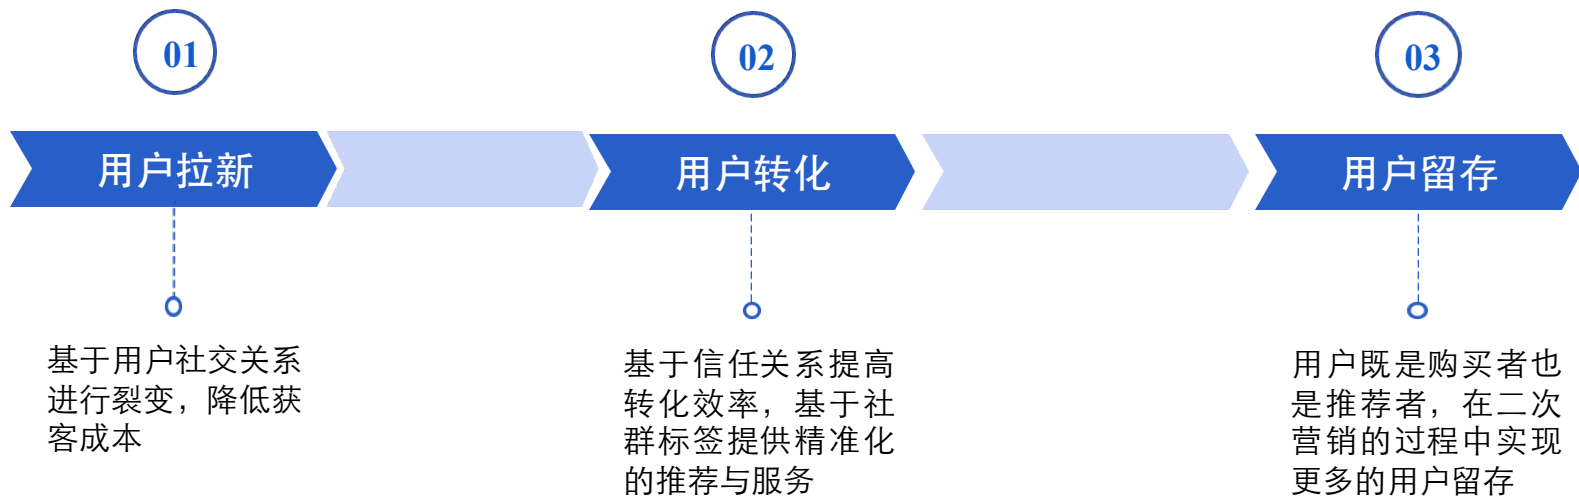 01
用户拉新
基于用户社交关系
进行裂变，降低获
客成本
02
用户转化
基于信任关系提高
转化效率，基于社
群标签提供精准化
的推荐与服务
03
用户留存
用户既是购买者也
是推荐者，在二次
营销的过程中实现
更多的用户留存